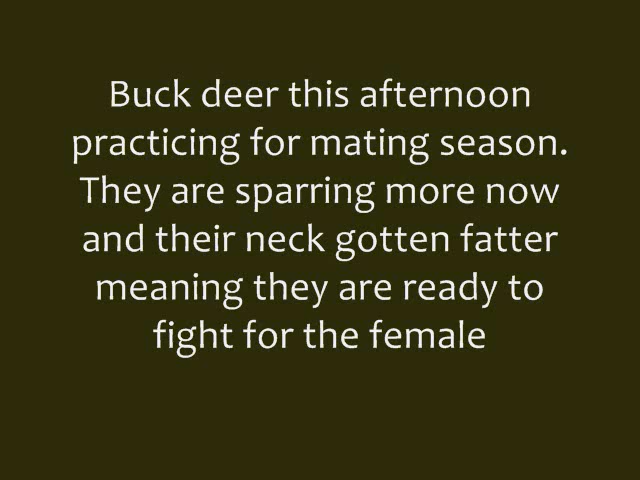 Buck deer this afternoon
practicing for mating season.
They are sparring more now
and their neck gotten fatter
meaning they are ready to
fight for the female